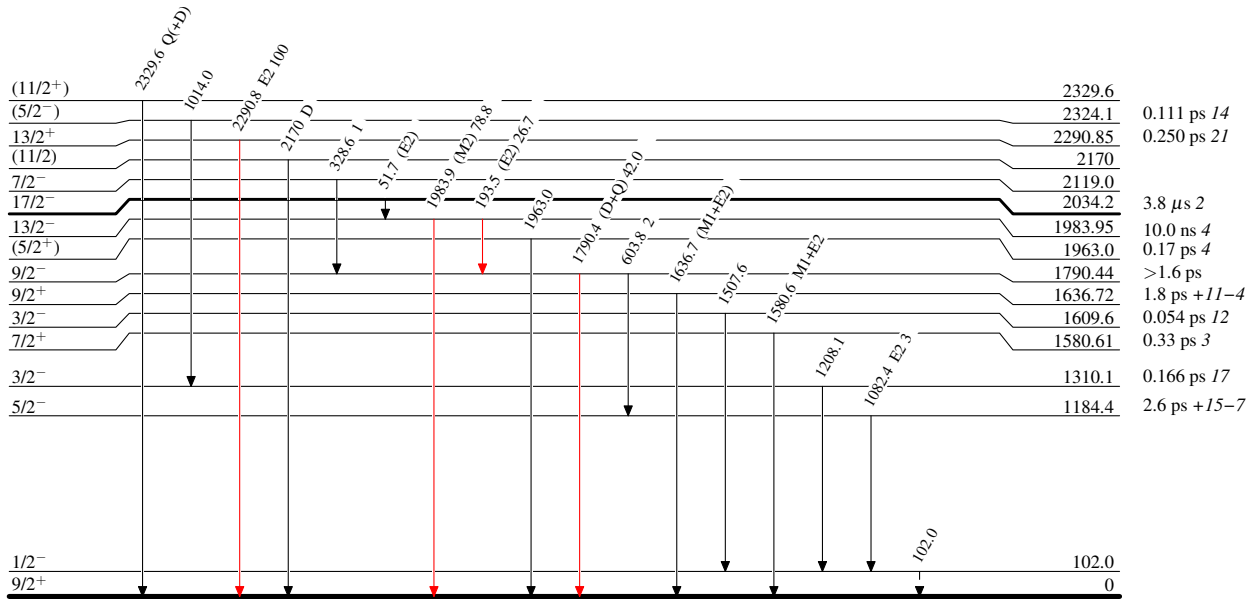 2329.6 Q(+D)
1014.0
2290.8 E2 100
2170 D
328.6 1
51.7 (E2)
1983.9 (M2) 78.8
193.5 (E2) 26.7
1963.0
1790.4 (D+Q) 42.0
603.8 2
1636.7 (M1+E2)
1507.6
1580.6 M1+E2
1208.1
1082.4 E2 3
102.0
(11/2⁺) 2329.6
(5/2⁻) 2324.1 0.111 ps 14
13/2⁺ 2290.85 0.250 ps 21
(11/2) 2170
7/2⁻ 2119.0
17/2⁻ 2034.2 3.8 μs 2
13/2⁻ 1983.95 10.0 ns 4
(5/2⁺) 1963.0 0.17 ps 4
9/2⁻ 1790.44 >1.6 ps
9/2⁺ 1636.72 1.8 ps +11−4
3/2⁻ 1609.6 0.054 ps 12
7/2⁺ 1580.61 0.33 ps 3
3/2⁻ 1310.1 0.166 ps 17
5/2⁻ 1184.4 2.6 ps +15−7
1/2⁻ 102.0
9/2⁺ 0